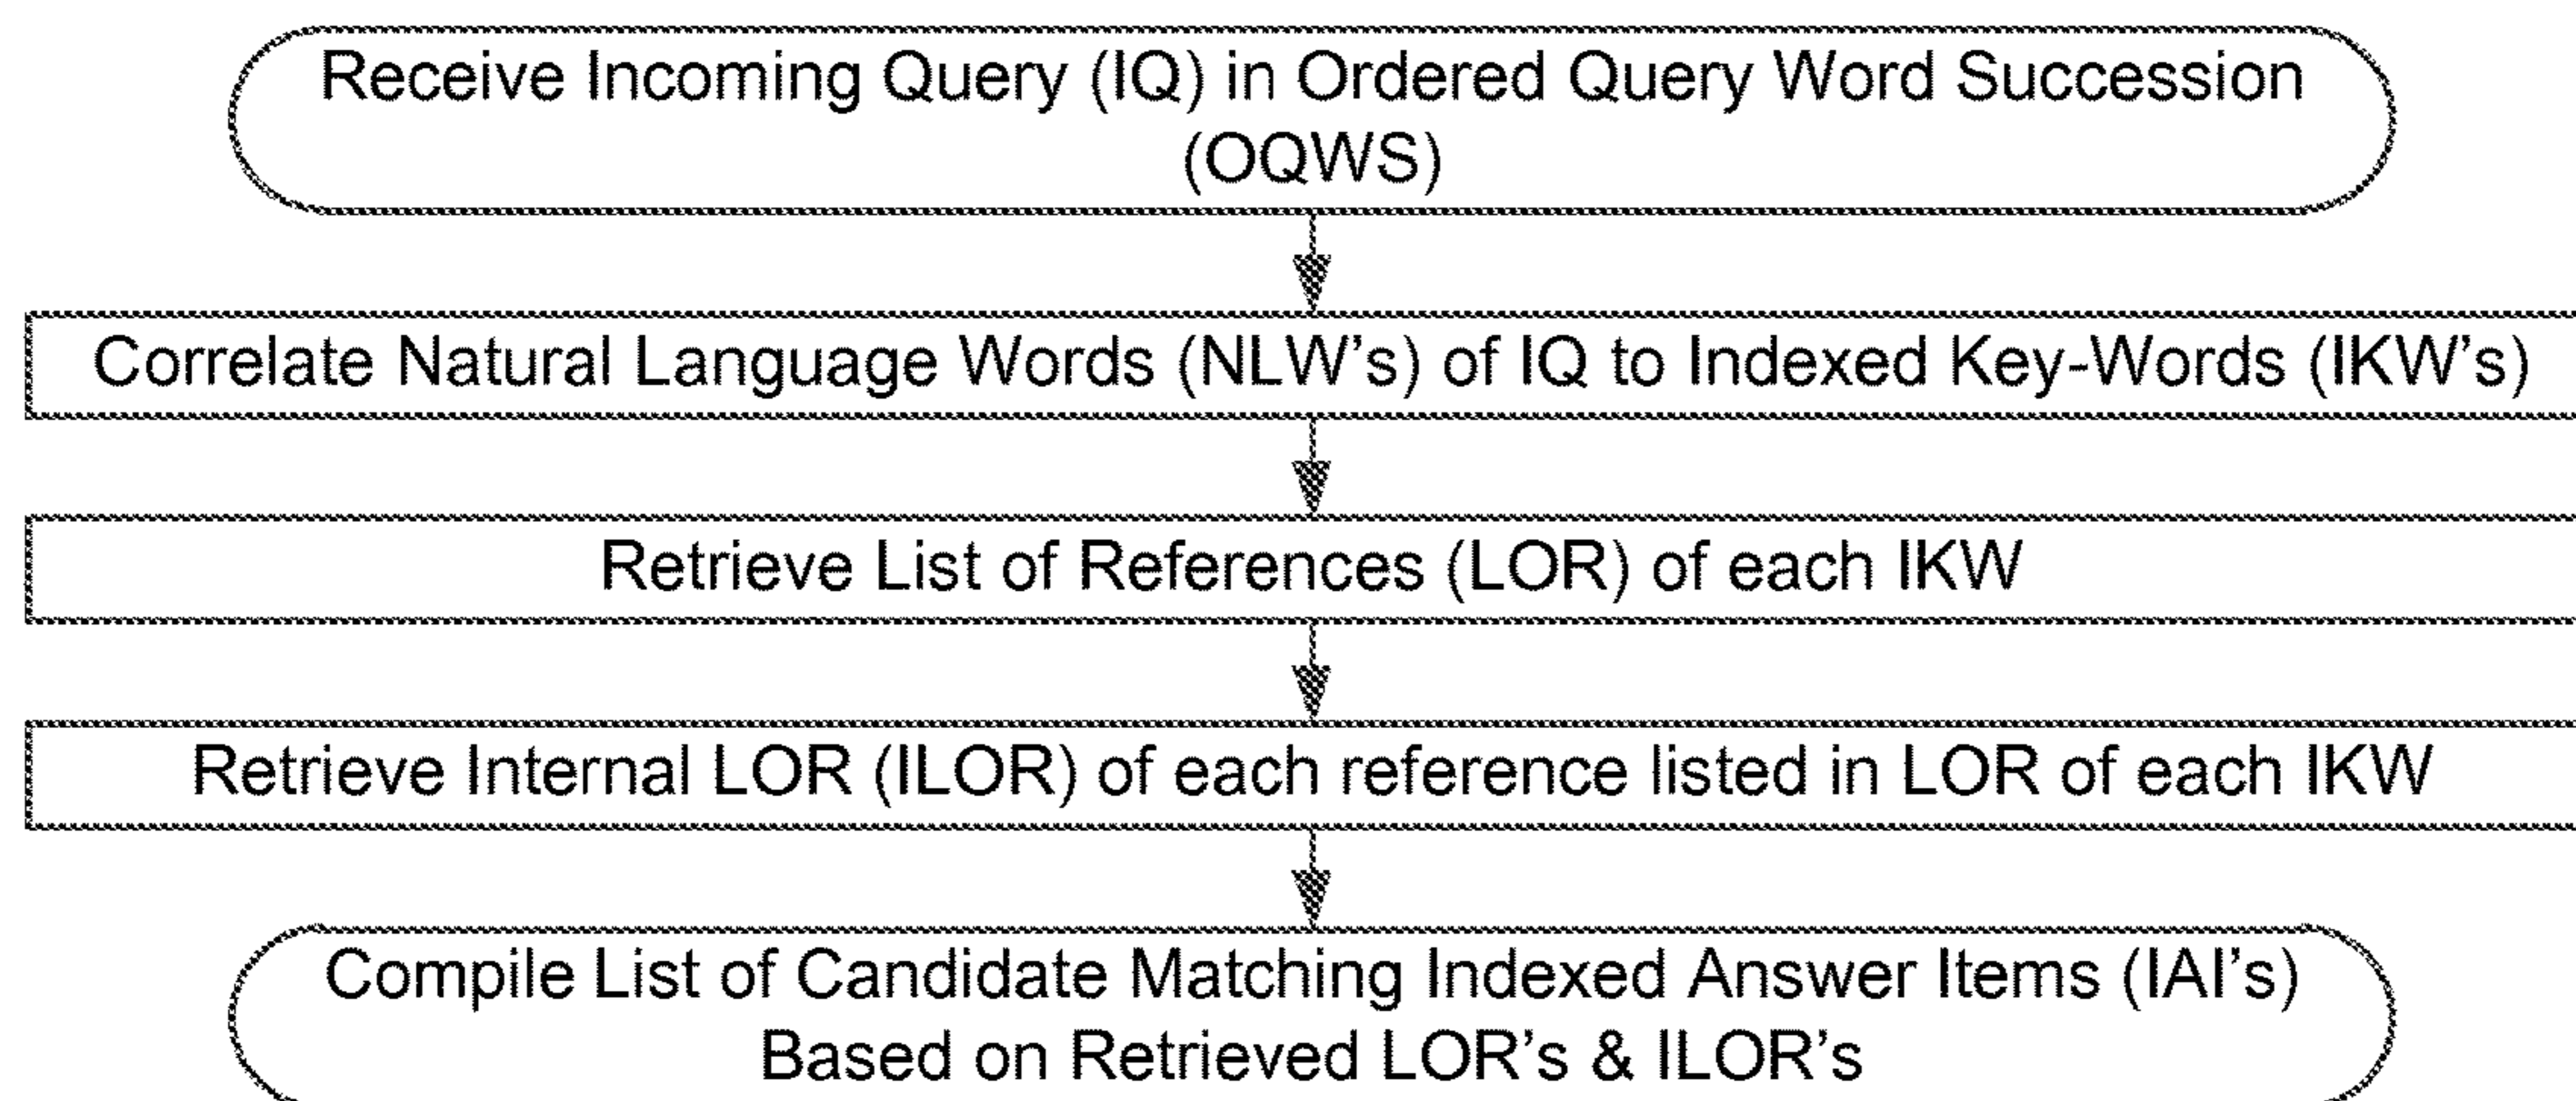 Receive Incoming Query (IQ) in Ordered Query Word Succession
(OQWS)
Correlate Natural Language Words (NLW's) of IQ to Indexed Key-Words (IKW's)
Retrieve List of References (LOR) of each IKW
Retrieve Internal LOR (ILOR) of each reference listed in LOR of each IKW
Compile List of Candidate Matching Indexed Answer Items (IAI's)
Based on Retrieved LOR's & ILOR's